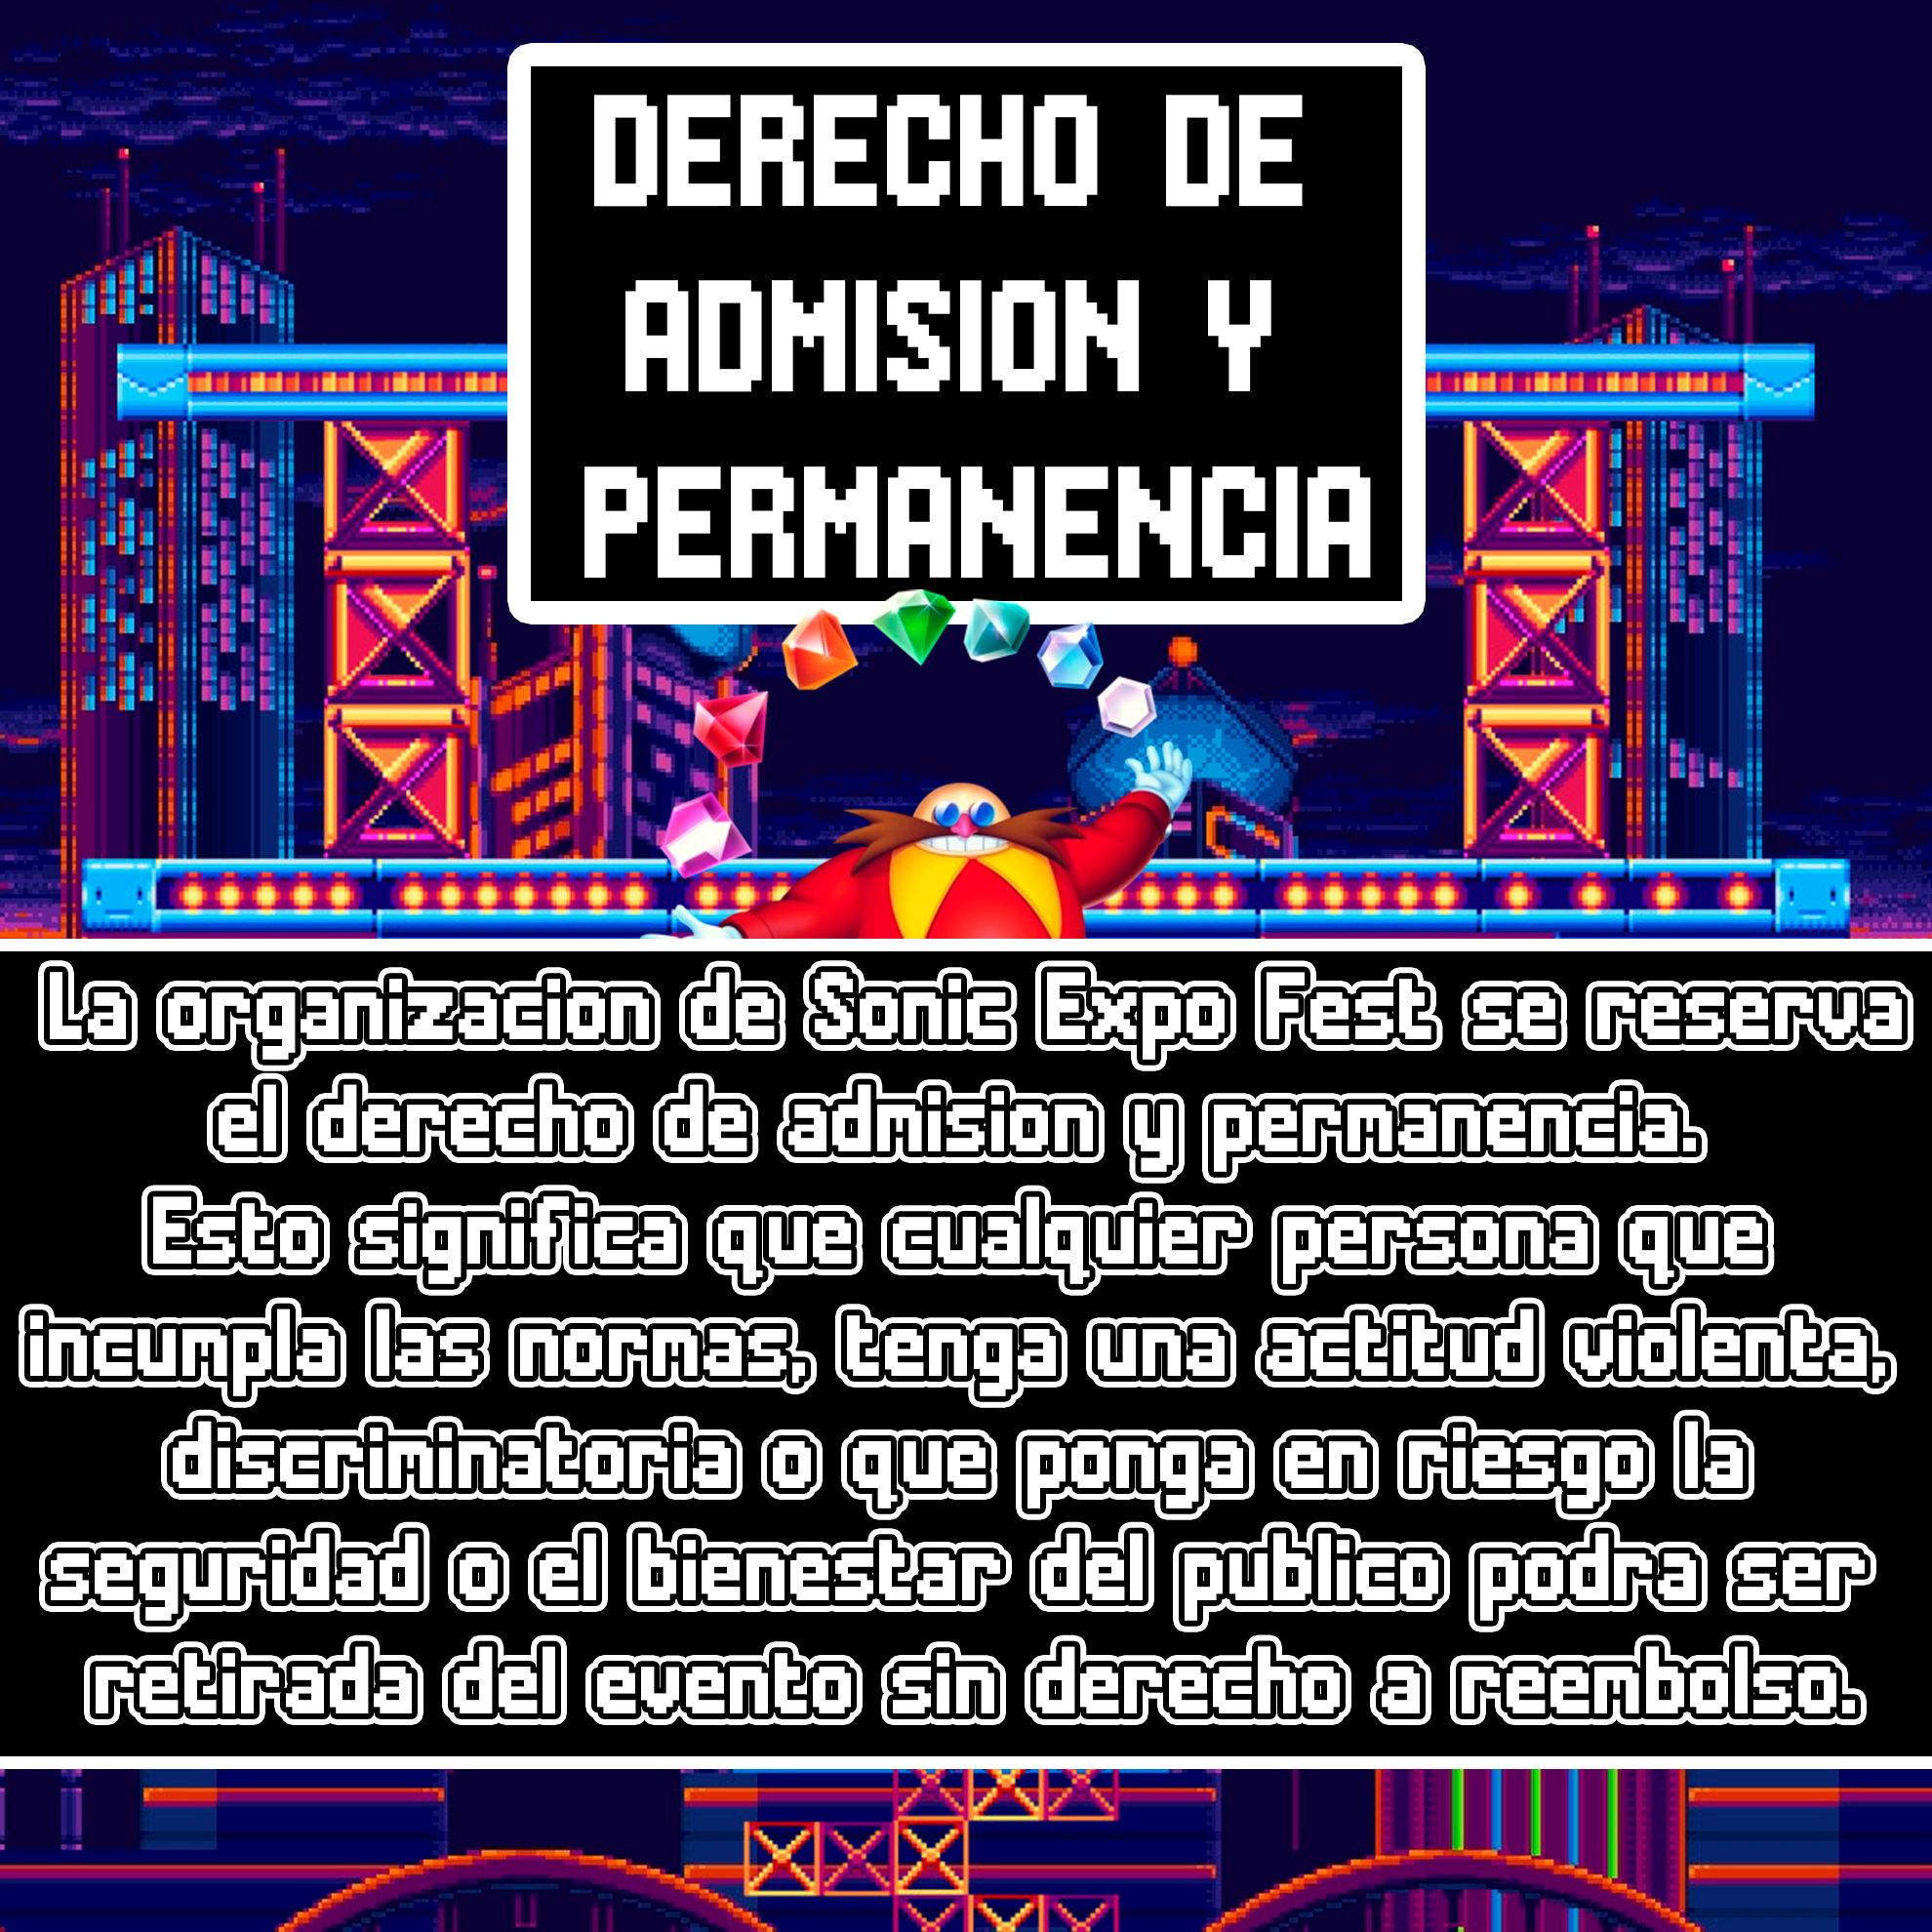 DERECHO DE
ADMISION Y
PERMANENCIA
La organizacion de Sonic Expo Fest se reserva
el derecho de admision y permanencia.
Esto significa que cualquier persona que
incumpla las normas, tenga una actitud violenta,
discriminatoria o que ponga en riesgo la
seguridad o el bienestar del publico podra ser
retirada del evento sin derecho a reembolso.